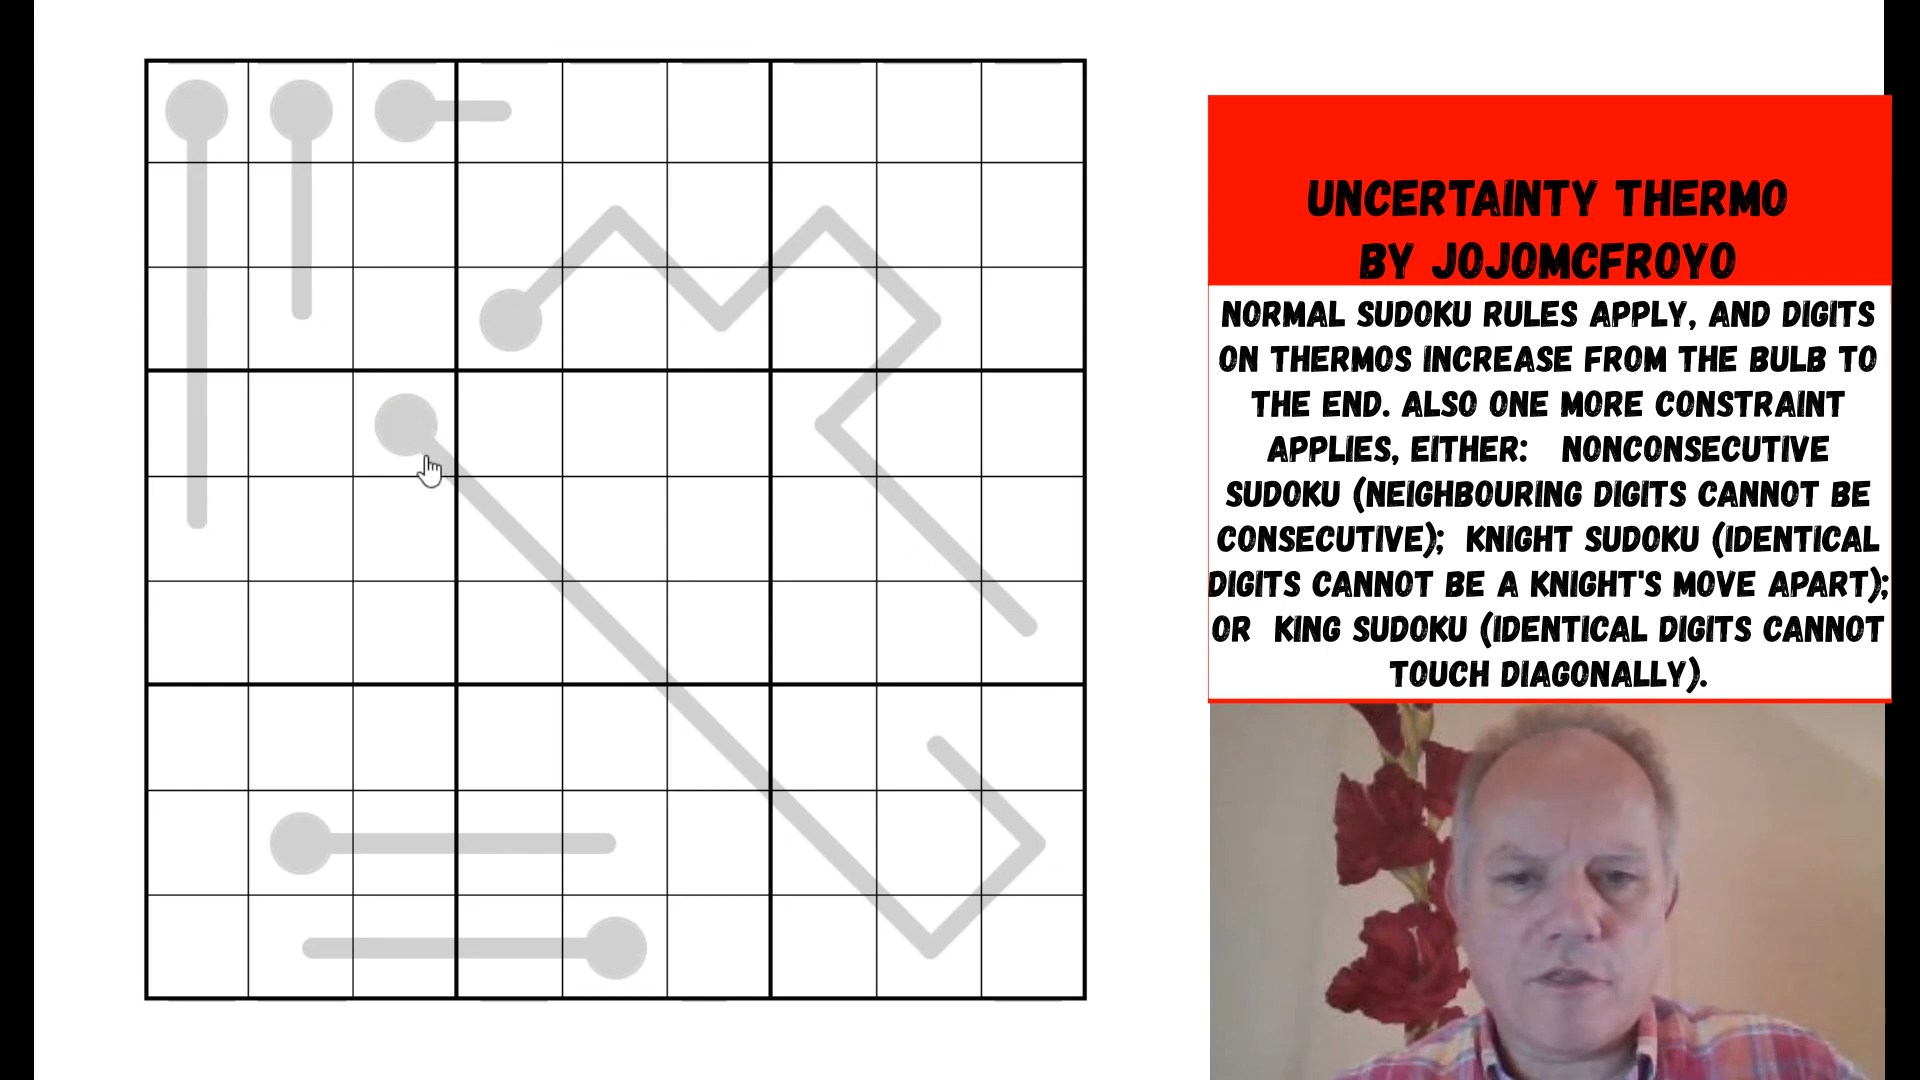 UNCERTAINTY THERMO
BY JOJOMCFROYO
NORMAL SUDOKU RULES APPLY, AND DIGITS
ON THERMOS INCREASE FROM THE BULB TO
THE END. ALSO ONE MORE CONSTRAINT
APPLIES, EITHER: NONCONSECUTIVE
SUDOKU (NEIGHBOURING DIGITS CANNOT BE
CONSECUTIVE); KNIGHT SUDOKU (IDENTICAL
DIGITS CANNOT BE A KNIGHT'S MOVE APART);
OR KING SUDOKU (IDENTICAL DIGITS CANNOT
TOUCH DIAGONALLY).